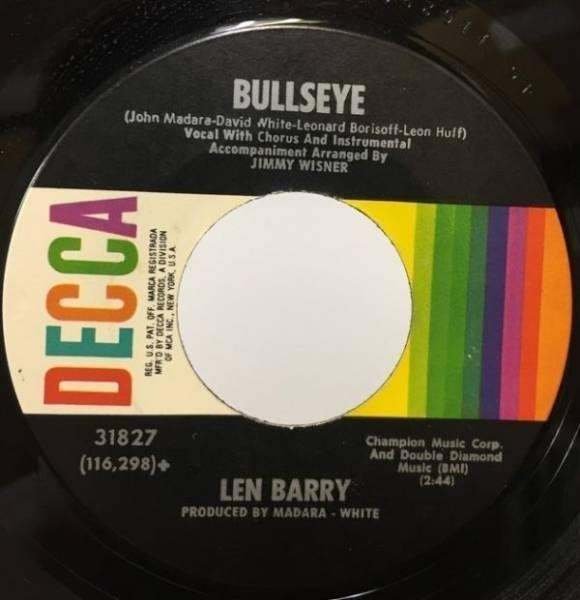 BULLSEYE
(John Madara-David White-Leonard Borisoff-Leon Huff)
Vocal With Chorus And Instrumental
Accompaniment Arranged By
JIMMY WISNER
DECCA
REG. U.S. PAT. OFF. MARCA REGISTRADA
MFR'D BY DECCA RECORDS, A DIVISION
OF MCA INC., NEW YORK, U.S.A.
31827
(116,298)+
Champion Music Corp.
And Double Diamond
Music (BMI)
(2:44)
LEN BARRY
PRODUCED BY MADARA - WHITE